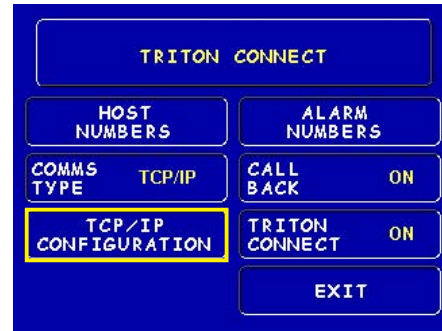 TRITON CONNECT
HOST
NUMBERS
ALARM
NUMBERS
COMMS
TYPE
TCP/IP
CALL
BACK
ON
TCP/IP
CONFIGURATION
TRITON
CONNECT
ON
EXIT